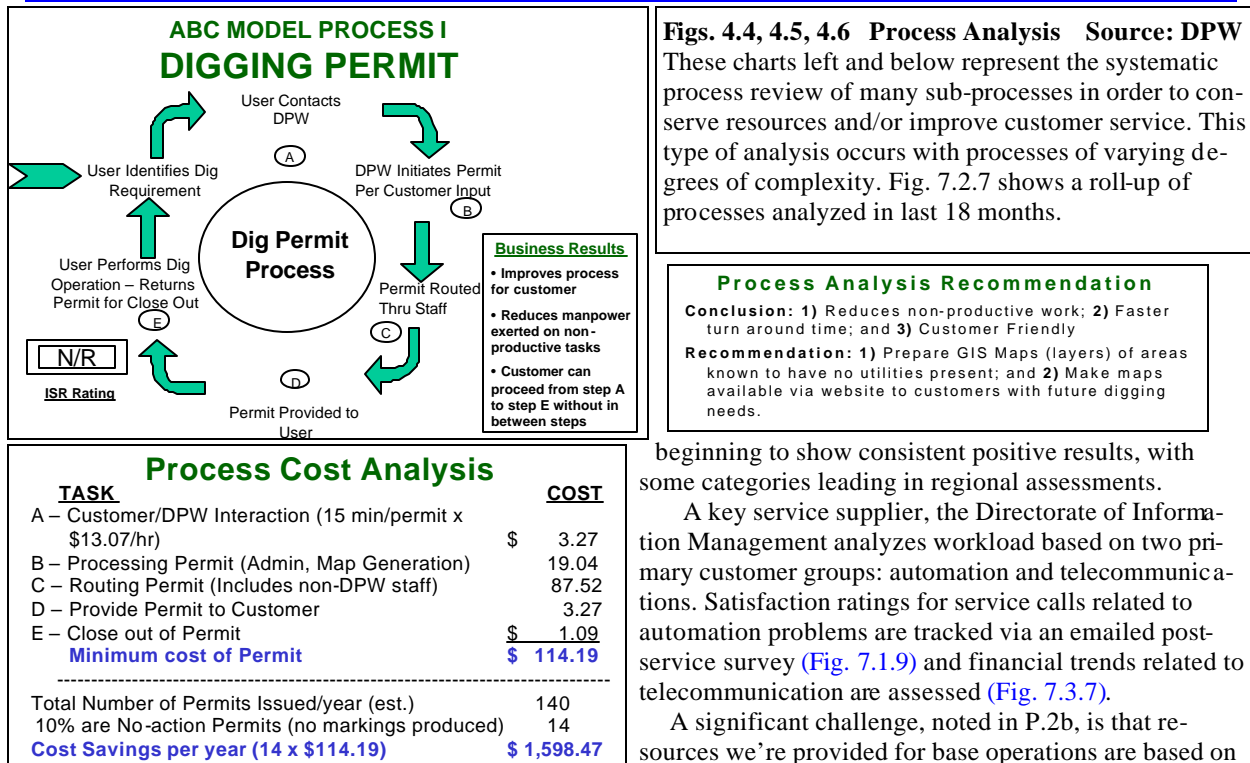 ABC MODEL PROCESS I
DIGGING PERMIT
User Contacts
DPW
A
DPW Initiates Permit
Per Customer Input
B
Permit Routed
Thru Staff
C
D
Permit Provided to
User
User Performs Dig
Operation – Returns
Permit for Close Out
E
User Identifies Dig
Requirement
Dig Permit
Process
N/R
ISR Rating
Business Results
• Improves process
for customer
• Reduces manpower
exerted on non-
productive tasks
• Customer can
proceed from step A
to step E without in
between steps
Figs. 4.4, 4.5, 4.6 Process Analysis Source: DPW
These charts left and below represent the systematic
process review of many sub-processes in order to con-
serve resources and/or improve customer service. This
type of analysis occurs with processes of varying de-
grees of complexity. Fig. 7.2.7 shows a roll-up of
processes analyzed in last 18 months.
Process Analysis Recommendation
Conclusion: 1) Reduces non-productive work; 2) Faster
turn around time; and 3) Customer Friendly
Recommendation: 1) Prepare GIS Maps (layers) of areas
known to have no utilities present; and 2) Make maps
available via website to customers with future digging
needs.
Process Cost Analysis
TASK COST
A – Customer/DPW Interaction (15 min/permit x
$13.07/hr) $ 3.27
B – Processing Permit (Admin, Map Generation) 19.04
C – Routing Permit (Includes non-DPW staff) 87.52
D – Provide Permit to Customer 3.27
E – Close out of Permit $ 1.09
Minimum cost of Permit $ 114.19
Total Number of Permits Issued/year (est.) 140
10% are No-action Permits (no markings produced) 14
Cost Savings per year (14 x $114.19) $ 1,598.47
beginning to show consistent positive results, with
some categories leading in regional assessments.
A key service supplier, the Directorate of Informa-
tion Management analyzes workload based on two pri-
mary customer groups: automation and telecommunica-
tions. Satisfaction ratings for service calls related to
automation problems are tracked via an emailed post-
service survey (Fig. 7.1.9) and financial trends related to
telecommunication are assessed (Fig. 7.3.7).
A significant challenge, noted in P.2b, is that re-
sources we're provided for base operations are based on